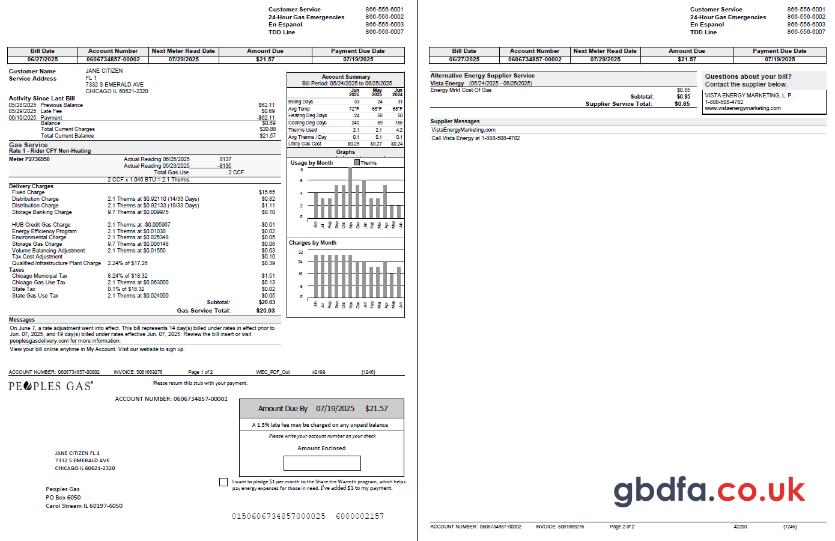 Customer Service 866-556-6001
24-Hour Gas Emergencies 866-556-6002
En Espanol 866-556-6003
TDD Line 866-556-6007
Bill Date Account Number Next Meter Read Date Amount Due Payment Due Date
06/27/2025 0606734857-00002 07/29/2025 $21.57 07/19/2025
Customer Name JANE CITIZEN
Service Address FL 1
7332 S EMERALD AVE
CHICAGO IL 60621-2320
Activity Since Last Bill
05/28/2025 Previous Balance $62.11
05/29/2025 Late Fee $0.69
06/10/2025 Payment -$62.11
Balance $0.69
Total Current Charges $20.88
Total Current Balance $21.57
Gas Service
Rate 1 - Rider CFY Non-Heating
Meter P2736950 Actual Reading 06/25/2025 8137
Actual Reading 05/23/2025 -8135
Total Gas Use 2 CCF
2 CCF x 1.040 BTU = 2.1 Therms
Delivery Charges
Fixed Charge $15.65
Distribution Charge 2.1 Therms at $0.92110 (14/33 Days) $0.82
Distribution Charge 2.1 Therms at $0.92133 (19/33 Days) $1.11
Storage Banking Charge 9.7 Therms at $0.009975 $0.10
HUB Credit Gas Charge 2.1 Therms at -$0.005987 -$0.01
Energy Efficiency Program 2.1 Therms at $0.01030 $0.02
Environmental Charge 2.1 Therms at $0.025348 $0.05
Storage Gas Charge 9.7 Therms at $0.006148 $0.06
Volume Balancing Adjustment 2.1 Therms at $0.01550 -$0.03
Tax Cost Adjustment $0.10
Qualified Infrastructure Plant Charge 2.24% of $17.26 $0.39
Taxes
Chicago Municipal Tax 8.24% of $18.32 $1.51
Chicago Gas Use Tax 2.1 Therms at $0.063000 $0.13
State Tax 0.1% of $18.32 $0.02
State Gas Use Tax 2.1 Therms at $0.024000 $0.05
Subtotal: $20.03
Gas Service Total: $20.03
Messages
On June 7, a rate adjustment went into effect. This bill represents 14 day(s) billed under rates in effect prior to
Jun. 07, 2025, and 19 day(s) billed under rates effective Jun. 07, 2025. Review the bill insert or visit
peoplesgasdelivery.com for more information.
View your bill online anytime in My Account. Visit our website to sign up.
Account Summary
Bill Period: 05/24/2025 to 06/25/2025
Jun 2025 May 2025 Jun 2024
Billing Days 33 24 31
Avg Temp 72°F
Heating Deg Days 24
Cooling Deg Days 240
Therms Used 2.1 2.1 4.2
Avg Therms / Day 0.1 0.1 0.1
Utility Gas Cost $0.25 $0.27 $0.24
Graphs
Usage by Month Therms
8
6
4
2
0
Charges by Month
32
24
16
8
0
ACCOUNT NUMBER: 0606734857-00002 INVOICE: 5081889275 Page 1 of 2 WEC_PDF_Out 42199 (1246)
PEOPLES GAS
Please return this stub with your payment.
ACCOUNT NUMBER: 0606734857-00002
Amount Due By 07/19/2025 $21.57
A 1.5% late fee may be charged on any unpaid balance
Please write your account number on your check
Amount Enclosed
JANE CITIZEN FL 1
7332 S EMERALD AVE
CHICAGO IL 60621-2320
I want to pledge $1 per month to the Share the Warmth program, which helps
pay energy expenses for those in need. I've added $1 to my payment.
Peoples Gas
PO Box 6050
Carol Stream IL 60197-6050
0150606734857000025 6000002157
Customer Service 866-556-6001
24-Hour Gas Emergencies 866-556-6002
En Espanol 866-556-6003
TDD Line 866-556-6007
Bill Date Account Number Next Meter Read Date Amount Due Payment Due Date
06/27/2025 0606734857-00002 07/29/2025 $21.57 07/19/2025
Alternative Energy Supplier Service
Vista Energy (05/24/2025 - 06/25/2025)
Energy Mrkt Cost Of Gas $0.85
Subtotal: $0.85
Supplier Service Total: $0.85
Questions about your bill?
Contact the supplier below.
VISTA ENERGY MARKETING, L. P.
1-888-508-4782
www.vistaenergymarketing.com
Supplier Messages
VistaEnergyMarketing.com
Call Vista Energy at 1-888-508-4782
gbdfa.co.uk
ACCOUNT NUMBER: 0606734857-00002 INVOICE: 5081889275 Page 2 of 2 42200 (1246)